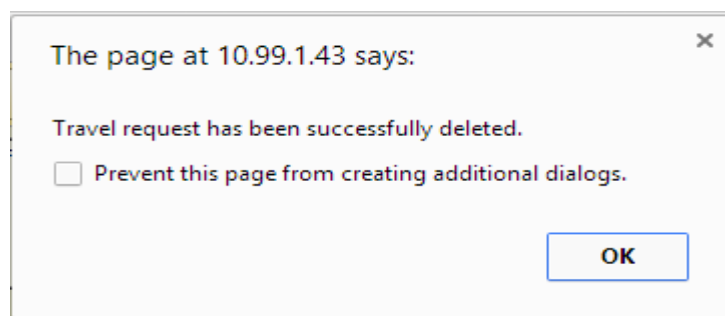 The page at 10.99.1.43 says:
Travel request has been successfully deleted.
Prevent this page from creating additional dialogs.
OK